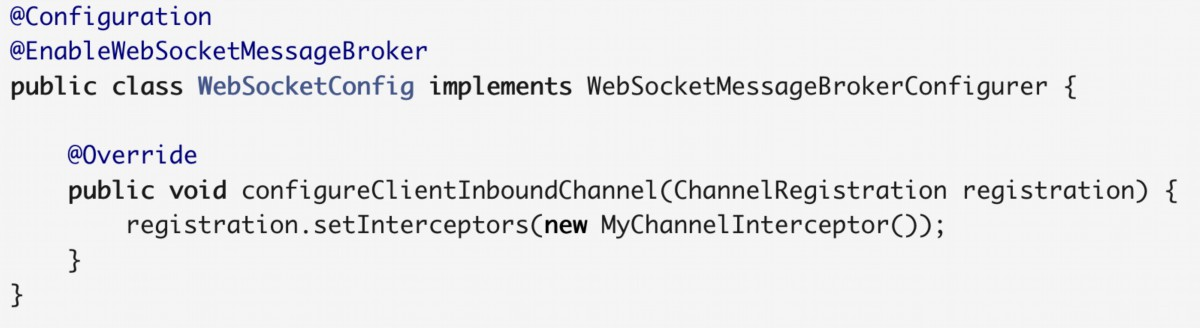 @Configuration
@EnableWebSocketMessageBroker
public class WebSocketConfig implements WebSocketMessageBrokerConfigurer {
@Override
public void configureClientInboundChannel(ChannelRegistration registration) {
registration.setInterceptors(new MyChannelInterceptor());
}
}